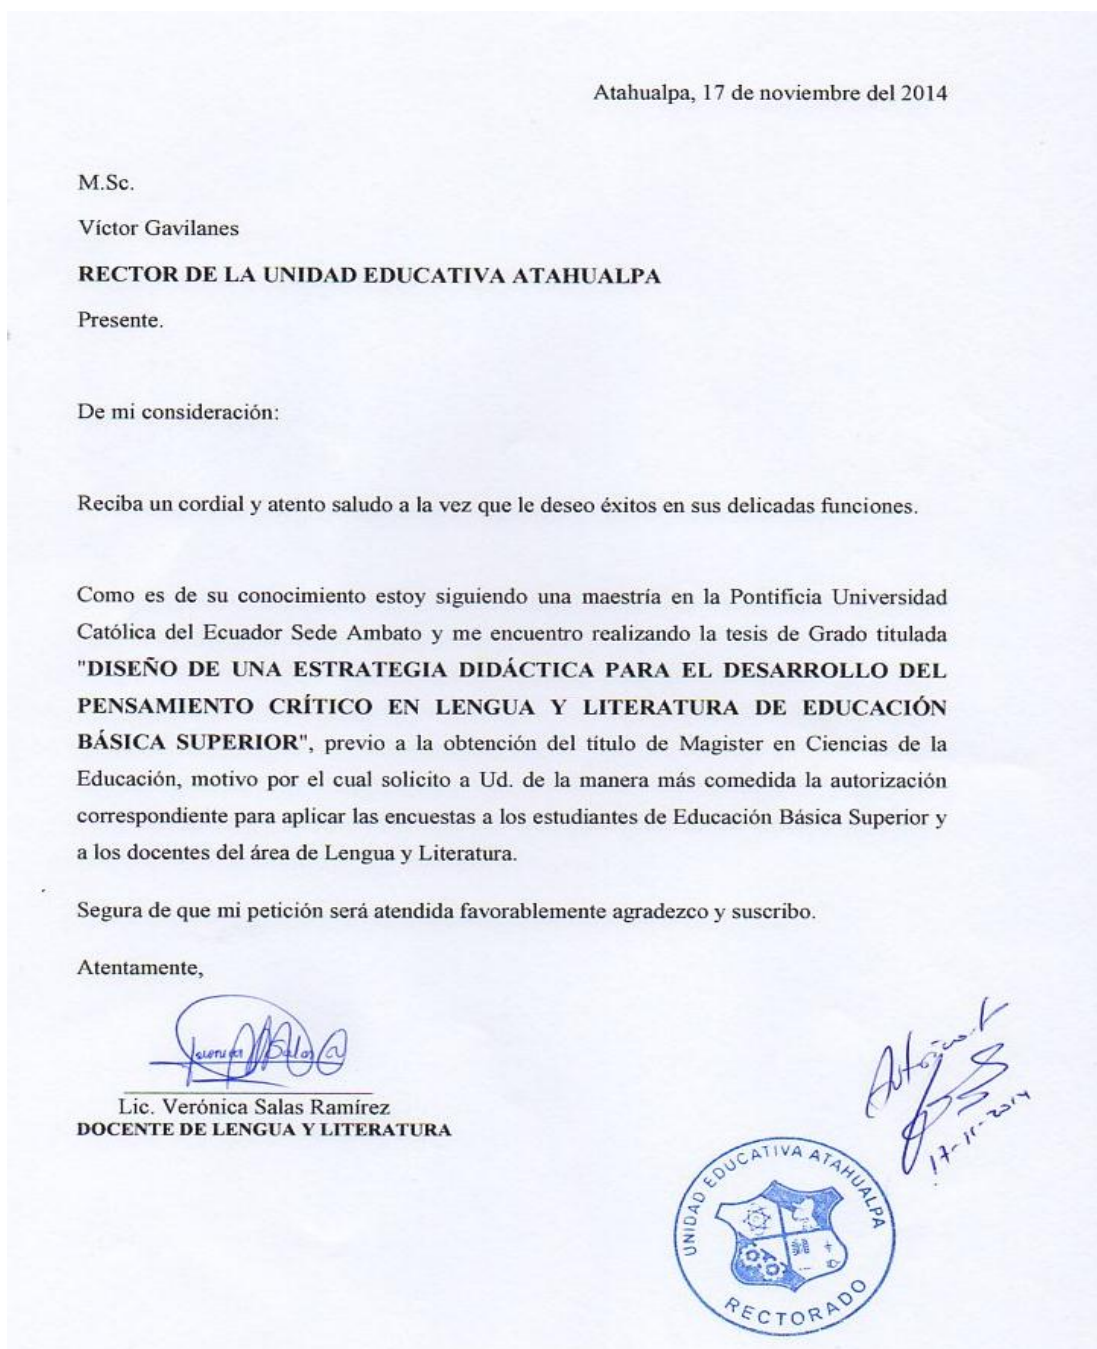 Atahualpa, 17 de noviembre del 2014
M.Sc.
Víctor Gavilanes
RECTOR DE LA UNIDAD EDUCATIVA ATAHUALPA
Presente.
De mi consideración:
Reciba un cordial y atento saludo a la vez que le deseo éxitos en sus delicadas funciones.
Como es de su conocimiento estoy siguiendo una maestría en la Pontificia Universidad
Católica del Ecuador Sede Ambato y me encuentro realizando la tesis de Grado titulada
"DISEÑO DE UNA ESTRATEGIA DIDÁCTICA PARA EL DESARROLLO DEL
PENSAMIENTO CRÍTICO EN LENGUA Y LITERATURA DE EDUCACIÓN
BÁSICA SUPERIOR", previo a la obtención del título de Magister en Ciencias de la
Educación, motivo por el cual solicito a Ud. de la manera más comedida la autorización
correspondiente para aplicar las encuestas a los estudiantes de Educación Básica Superior y
a los docentes del área de Lengua y Literatura.
Segura de que mi petición será atendida favorablemente agradezco y suscribo.
Atentamente,
Lic. Verónica Salas Ramírez
DOCENTE DE LENGUA Y LITERATURA
17-11-2014
UNIDAD EDUCATIVA ATAHUALPA
RECTORADO